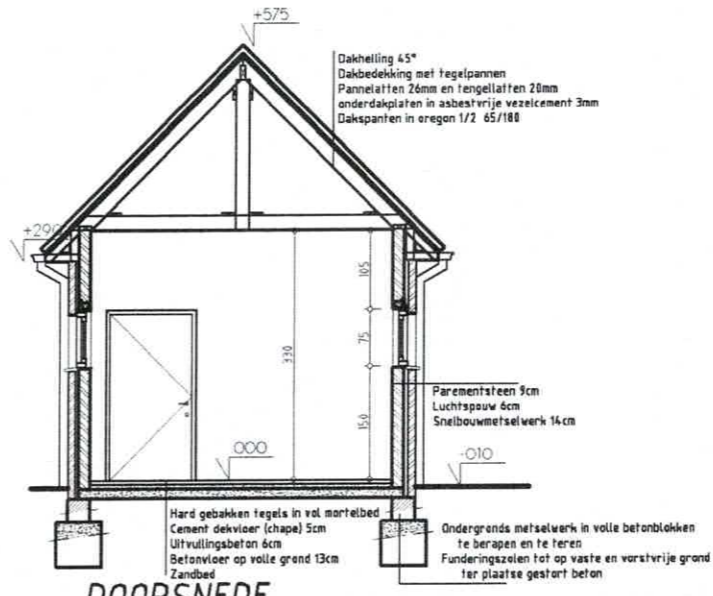 +575
Dakhelling 45°
Dakbedekking met tegelpannen
Pannelatten 26mm en tengellatten 20mm
onderdakplaten in asbestvrije vezelcement 3mm
Dakspanten in oregon 1/2 65/180
+290
105
75
330
150
Parementsteen 9cm
Luchtspouw 6cm
Snelbouwmetselwerk 14cm
000
-010
Hard gebakken tegels in vol mortelbed
Cement dekvloer (chape) 5cm
Uitvullingsbeton 6cm
Betonvloer op volle grond 13cm
Zandbed
Ondergronds metselwerk in volle betonblokken
te berapen en te teren
Funderingszolen tot op vaste en vorstvrije grond
ter plaatse gestort beton
DOORSNEDE